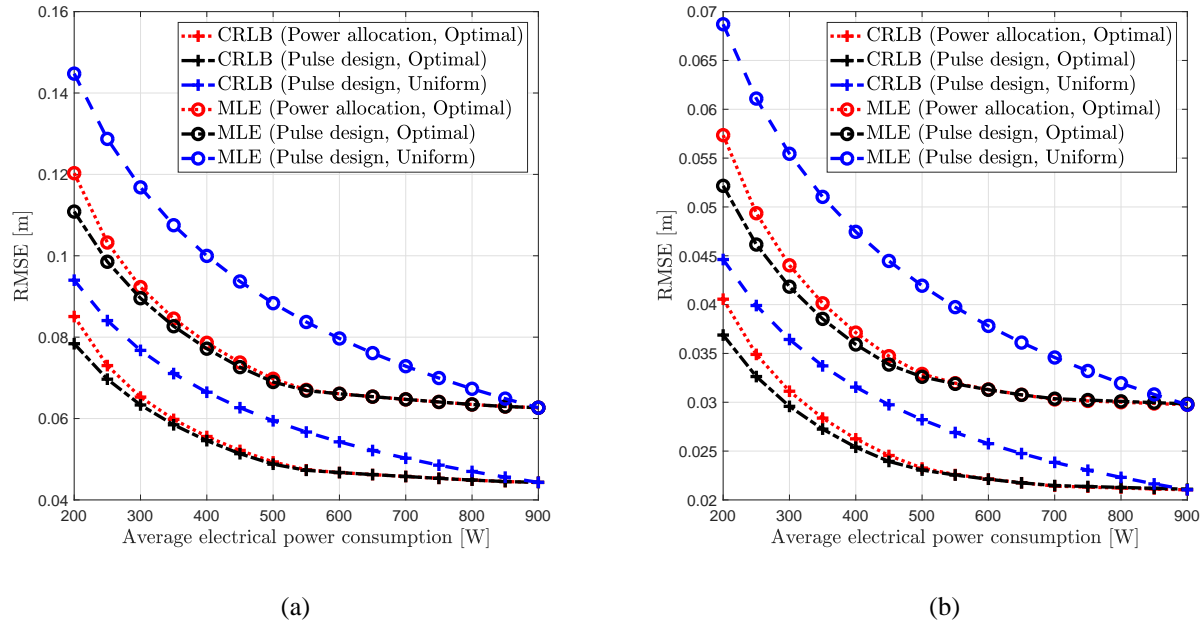 0.16
0.14
0.12
0.1
0.08
0.06
0.04
RMSE [m]
200 300 400 500 600 700 800 900
Average electrical power consumption [W]
CRLB (Power allocation, Optimal)
CRLB (Pulse design, Optimal)
CRLB (Pulse design, Uniform)
MLE (Power allocation, Optimal)
MLE (Pulse design, Optimal)
MLE (Pulse design, Uniform)
(a)
0.07
0.065
0.06
0.055
0.05
0.045
0.04
0.035
0.03
0.025
0.02
RMSE [m]
200 300 400 500 600 700 800 900
Average electrical power consumption [W]
CRLB (Power allocation, Optimal)
CRLB (Pulse design, Optimal)
CRLB (Pulse design, Uniform)
MLE (Power allocation, Optimal)
MLE (Pulse design, Optimal)
MLE (Pulse design, Uniform)
(b)